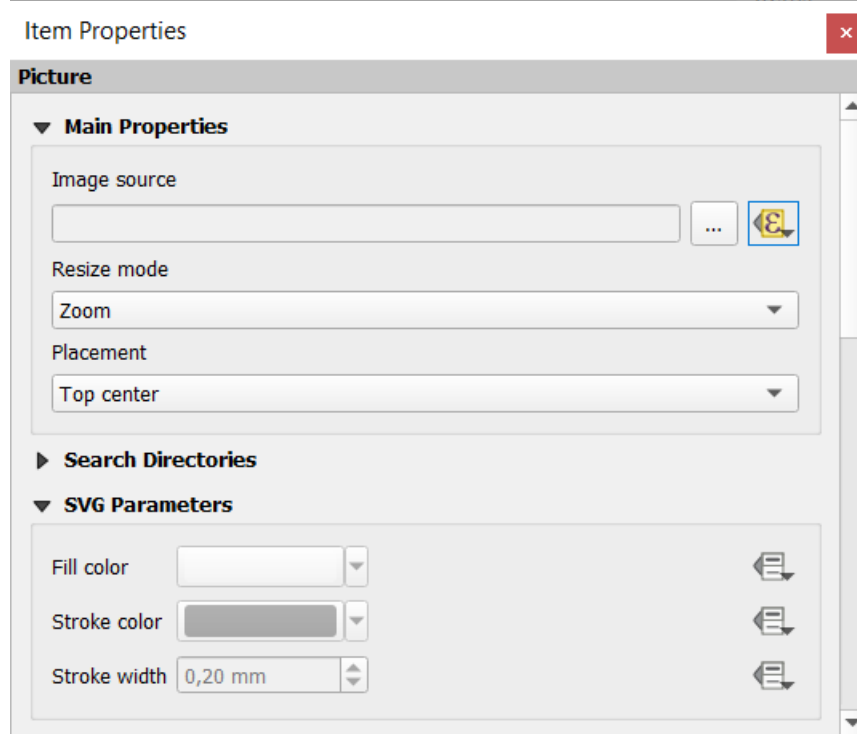 Item Properties
Picture
Main Properties
Image source
...
ε
Resize mode
Zoom
Placement
Top center
Search Directories
SVG Parameters
Fill color
Stroke color
Stroke width 0,20 mm